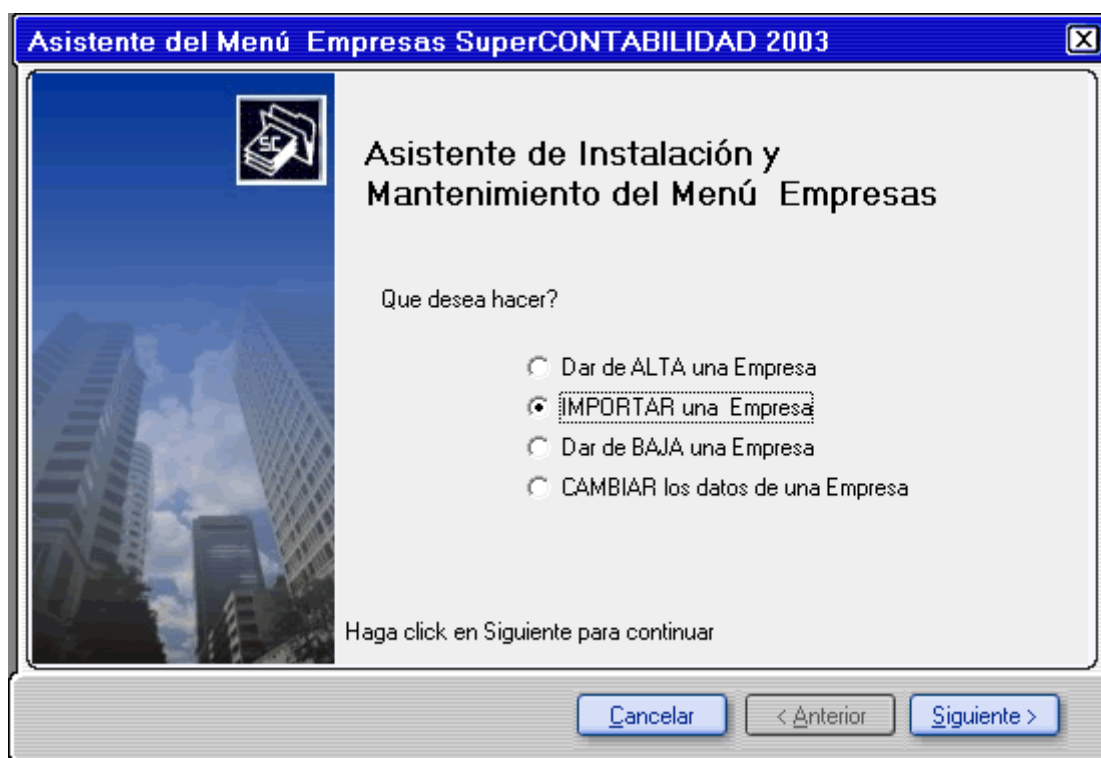 Asistente del Menú  Empresas SuperCONTABILIDAD 2003
SC
Asistente de Instalación y
Mantenimiento del Menú  Empresas
Que desea hacer?
Dar de ALTA una Empresa
IMPORTAR una  Empresa
Dar de BAJA una Empresa
CAMBIAR los datos de una Empresa
Haga click en Siguiente para continuar
Cancelar
< Anterior
Siguiente >